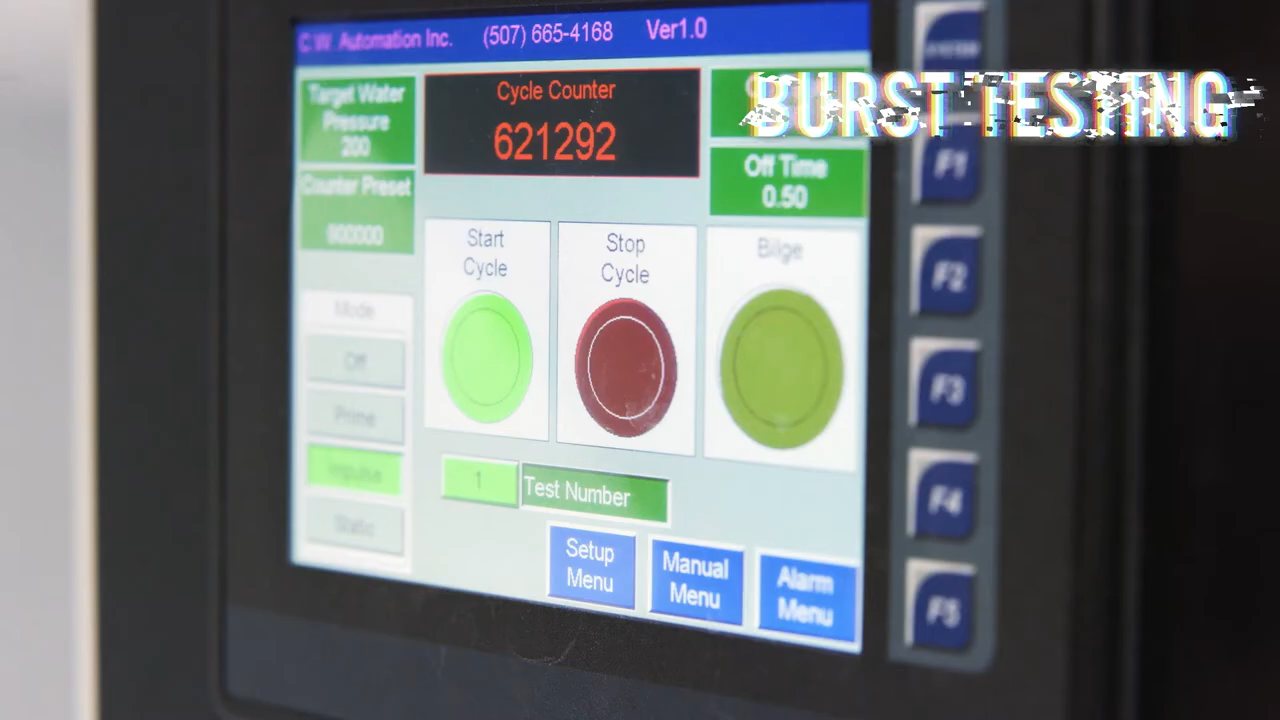 C.W. Automation Inc. (507) 665-4168 Ver1.0
BURST TESTING
Target Water
Pressure
200
Cycle Counter
621292
Off Time
0.50
Counter Preset
900000
Start
Cycle
Stop
Cycle
Bilge
Mode
Off
Prime
Impulse
Static
1
Test Number
Setup
Menu
Manual
Menu
Alarm
Menu
F1
F2
F3
F4
F5